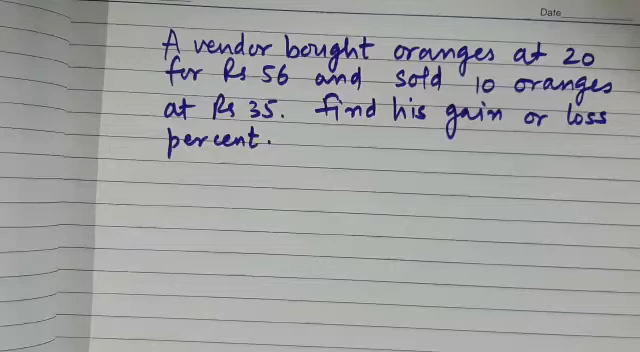 Date
A vendor bought oranges at 20
for Rs 56 and sold 10 oranges
at Rs 35. find his gain or loss
percent.